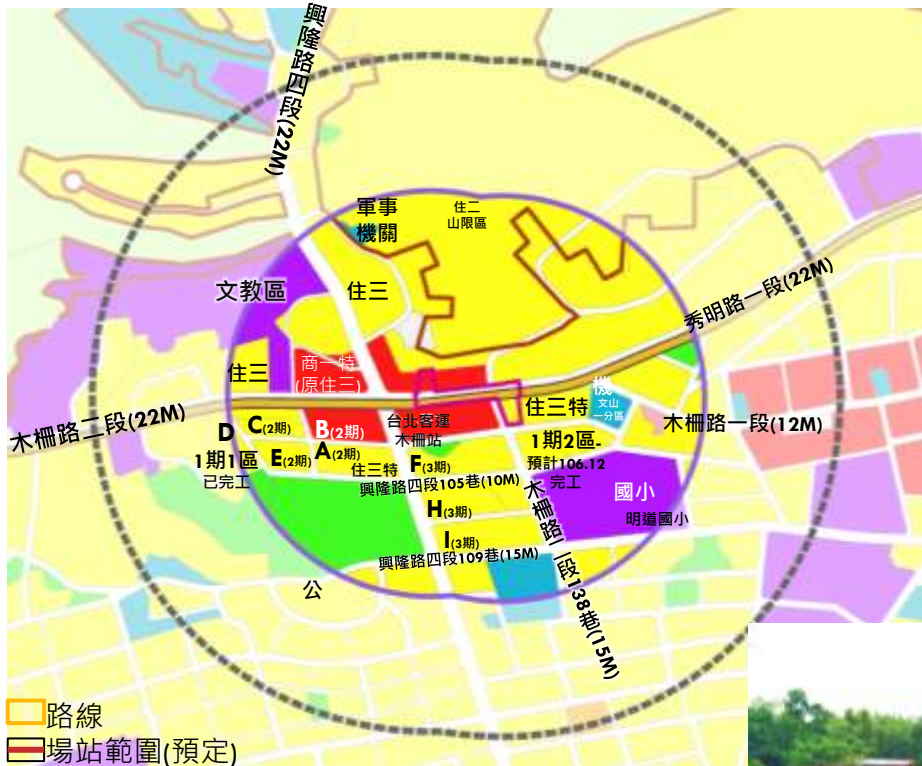 興隆路四段(22M)
軍事
機關
住二
山限區
文教區
住三
秀明路一段(22M)
住三
商一特
(原住三)
機
文山
一分區
木柵路二段(22M)
D
C(2期)
B(2期)
台北客運
木柵站
住三特
木柵路一段(12M)
1期1區
已完工
E(2期)
A(2期)
住三特
F(3期)
1期2區-
預計106.12
完工
興隆路四段105巷(10M)
國小
明道國小
H(3期)
I(3期)
興隆路四段109巷(15M)
木柵路二段138巷(15M)
公
路線
場站範圍(預定)